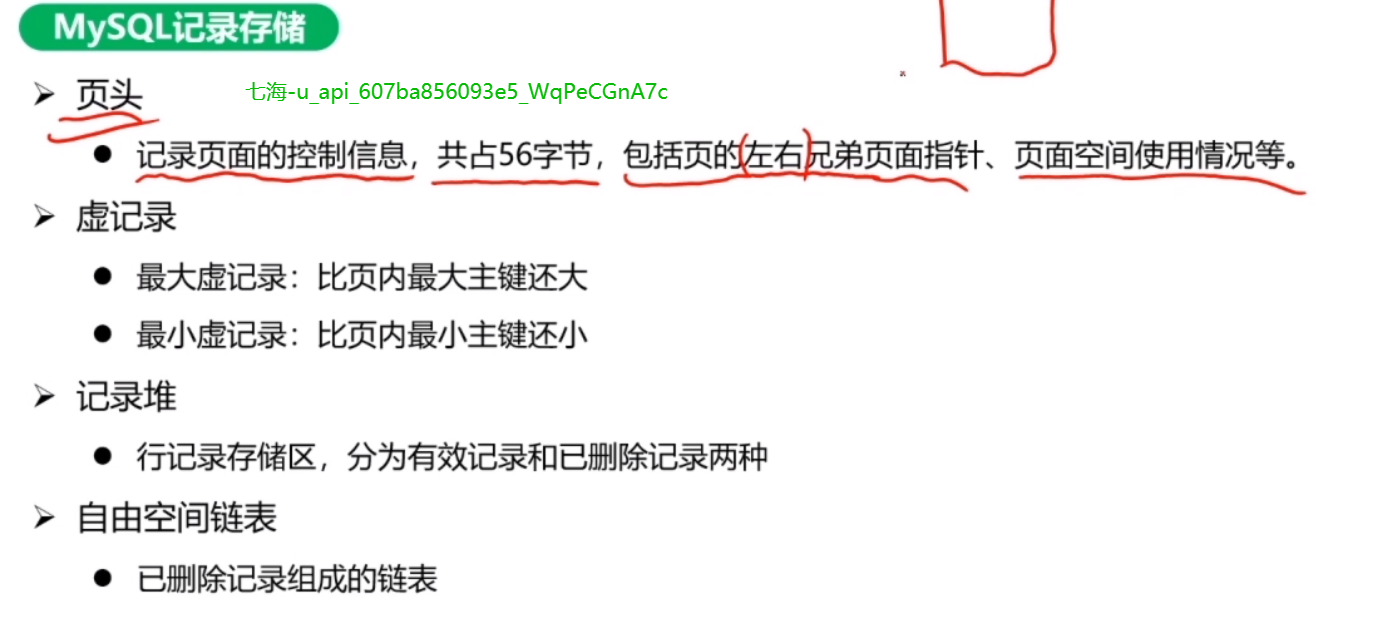 MySQL记录存储
页头
七海-u_api_607ba856093e5_WqPeCGnA7c
记录页面的控制信息，共占56字节，包括页的左右兄弟页面指针、页面空间使用情况等。
虚记录
最大虚记录：比页内最大主键还大
最小虚记录：比页内最小主键还小
记录堆
行记录存储区，分为有效记录和已删除记录两种
自由空间链表
已删除记录组成的链表